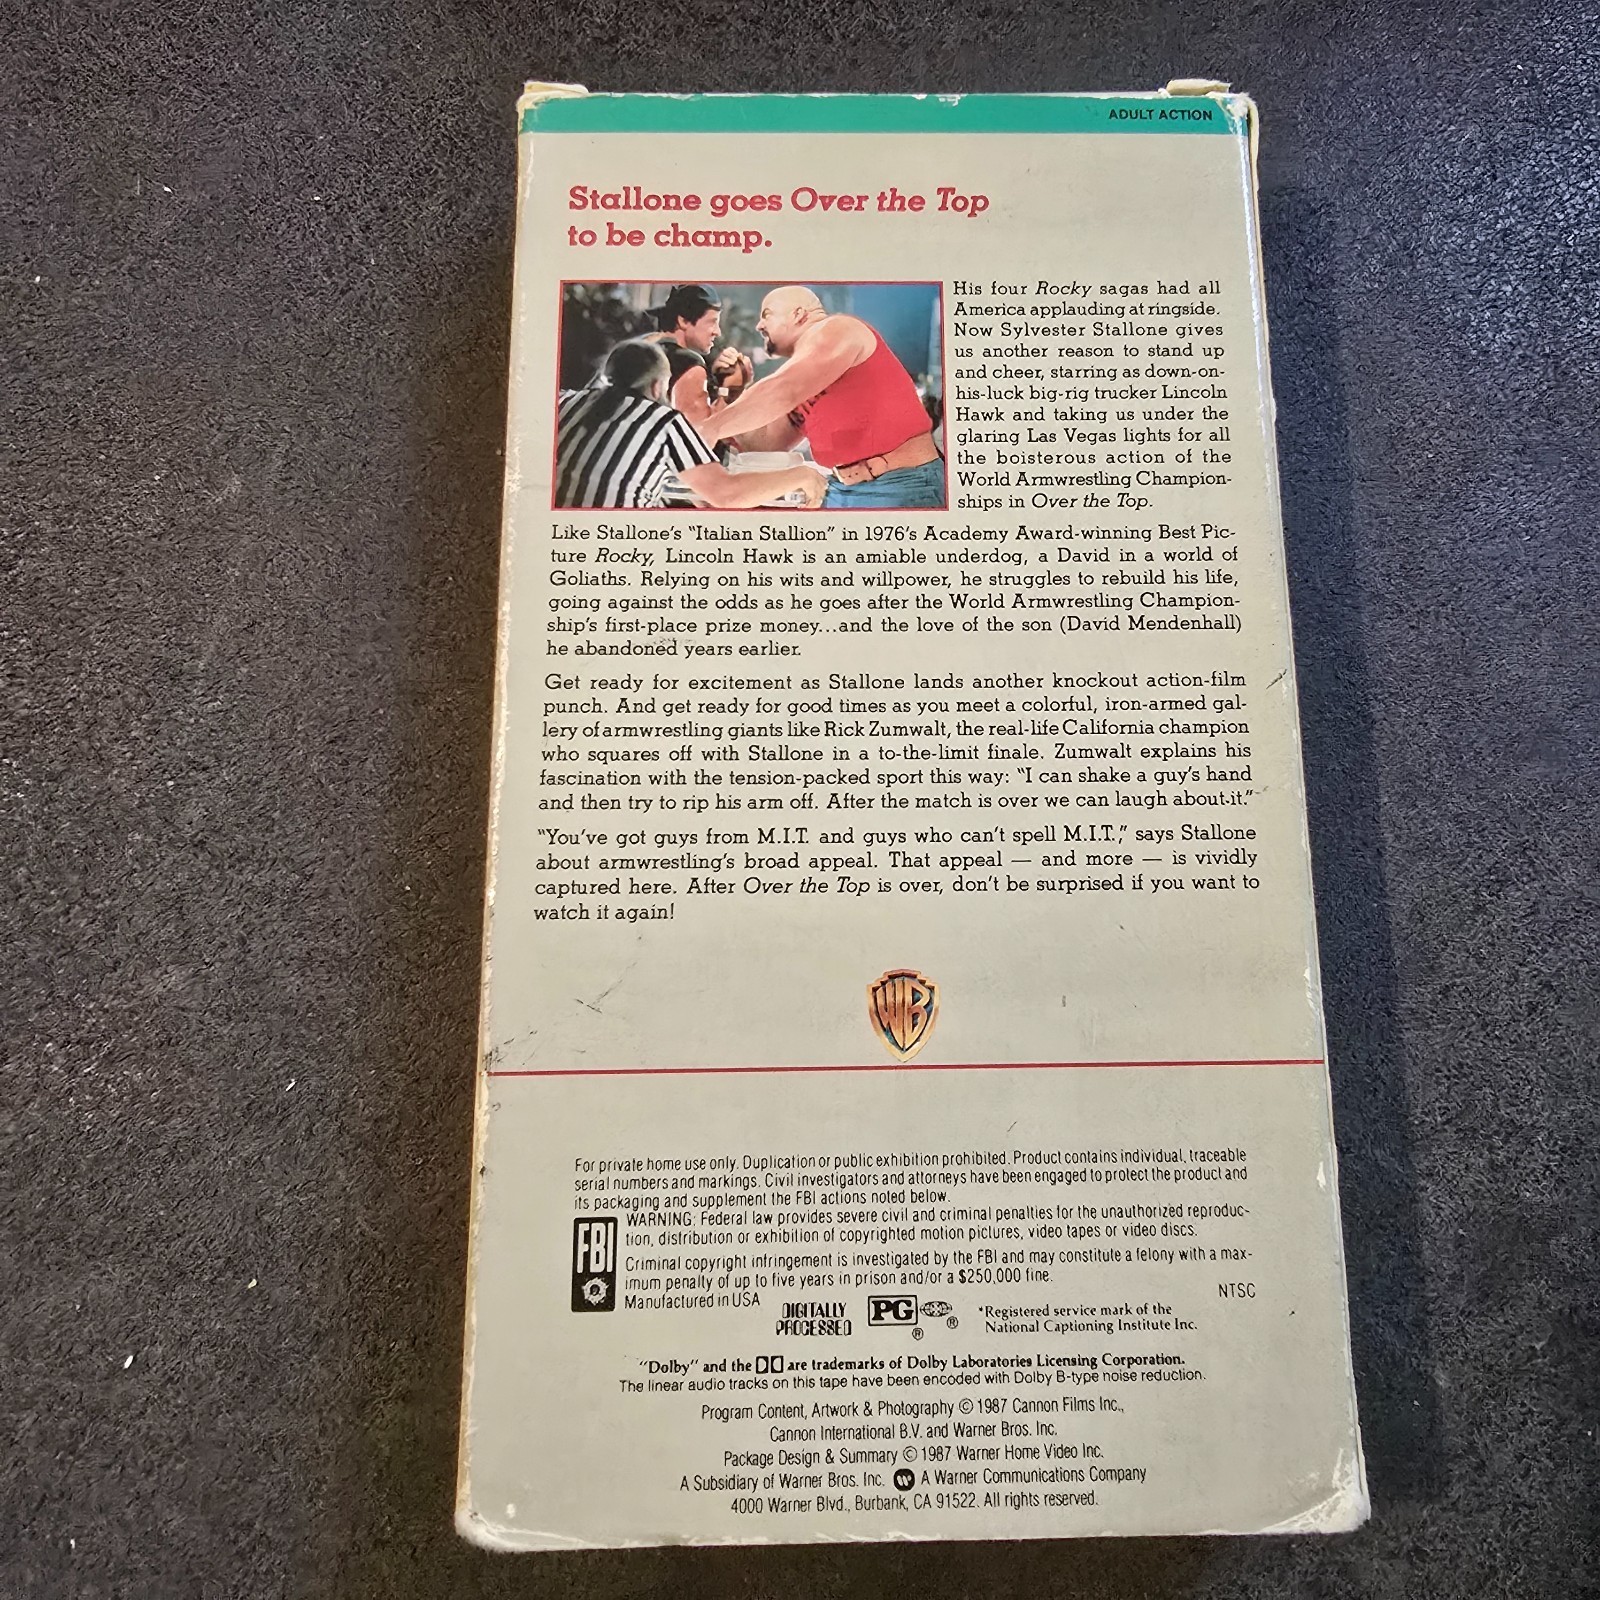 ADULT ACTION
Stallone goes Over the Top
to be champ.
His four Rocky sagas had all
America applauding at ringside.
Now Sylvester Stallone gives
us another reason to stand up
and cheer, starring as down-on-
his-luck big-rig trucker Lincoln
Hawk and taking us under the
glaring Las Vegas lights for all
the boisterous action of the
World Armwrestling Champion-
ships in Over the Top.
Like Stallone's "Italian Stallion" in 1976's Academy Award-winning Best Pic-
ture Rocky, Lincoln Hawk is an amiable underdog, a David in a world of
Goliaths. Relying on his wits and willpower, he struggles to rebuild his life,
going against the odds as he goes after the World Armwrestling Champion-
ship's first-place prize money...and the love of the son (David Mendenhall)
he abandoned years earlier.
Get ready for excitement as Stallone lands another knockout action-film
punch. And get ready for good times as you meet a colorful, iron-armed gal-
lery of armwrestling giants like Rick Zumwalt, the real-life California champion
who squares off with Stallone in a to-the-limit finale. Zumwalt explains his
fascination with the tension-packed sport this way: "I can shake a guy's hand
and then try to rip his arm off. After the match is over we can laugh about it."
"You've got guys from M.I.T. and guys who can't spell M.I.T.," says Stallone
about armwrestling's broad appeal. That appeal — and more — is vividly
captured here. After Over the Top is over, don't be surprised if you want to
watch it again!
WB
For private home use only. Duplication or public exhibition prohibited. Product contains individual, traceable
serial numbers and markings. Civil investigators and attorneys have been engaged to protect the product and
its packaging and supplement the FBI actions noted below.
FBI
WARNING: Federal law provides severe civil and criminal penalties for the unauthorized reproduc-
tion, distribution or exhibition of copyrighted motion pictures, video tapes or video discs.
Criminal copyright infringement is investigated by the FBI and may constitute a felony with a max-
imum penalty of up to five years in prison and/or a $250,000 fine.
Manufactured in USA
NTSC
DIGITALLY
PROCESSED
PG ®
®
*Registered service mark of the
National Captioning Institute Inc.
"Dolby" and the DD are trademarks of Dolby Laboratories Licensing Corporation.
The linear audio tracks on this tape have been encoded with Dolby B-type noise reduction.
Program Content, Artwork & Photography © 1987 Cannon Films Inc.,
Cannon International B.V. and Warner Bros. Inc.
Package Design & Summary © 1987 Warner Home Video Inc.
A Subsidiary of Warner Bros. Inc. W A Warner Communications Company
4000 Warner Blvd., Burbank, CA 91522. All rights reserved.